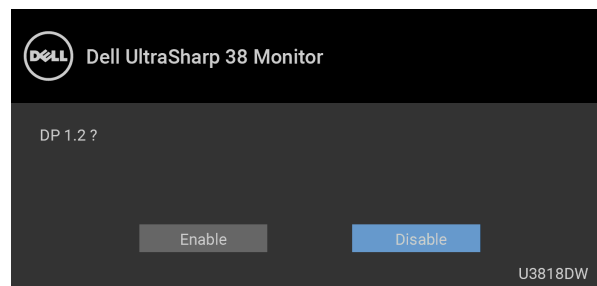 DELL
Dell UltraSharp 38 Monitor
DP 1.2 ?
Enable
Disable
U3818DW